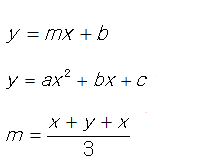 y = mx + b
y = ax² + bx + c
m = (x + y + x)/3